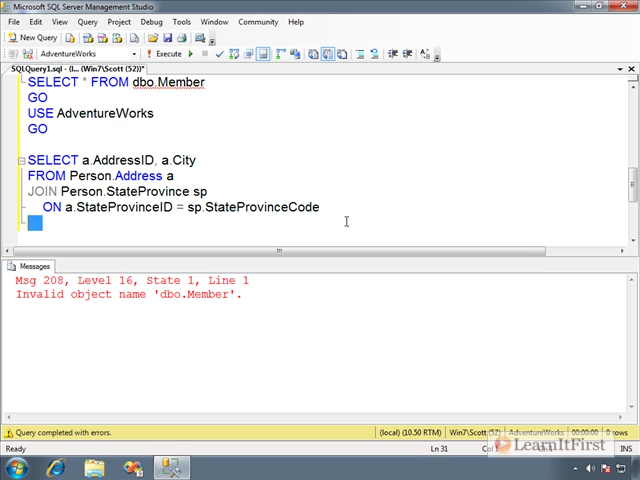 Microsoft SQL Server Management Studio
File Edit View Query Project Debug Tools Window Community Help
New Query
AdventureWorks Execute
SQLQuery1.sql - (l... (Win7\Scott (52))*
SELECT * FROM dbo.Member
GO
USE AdventureWorks
GO
SELECT a.AddressID, a.City
FROM Person.Address a
JOIN Person.StateProvince sp
ON a.StateProvinceID = sp.StateProvinceCode
Messages
Msg 208, Level 16, State 1, Line 1
Invalid object name 'dbo.Member'.
Query completed with errors. (local) (10.50 RTM) Win7\Scott (52) AdventureWorks 00:00:00 0 rows
Ready Ln 31 INS
LearnItFirst
8:02 PM